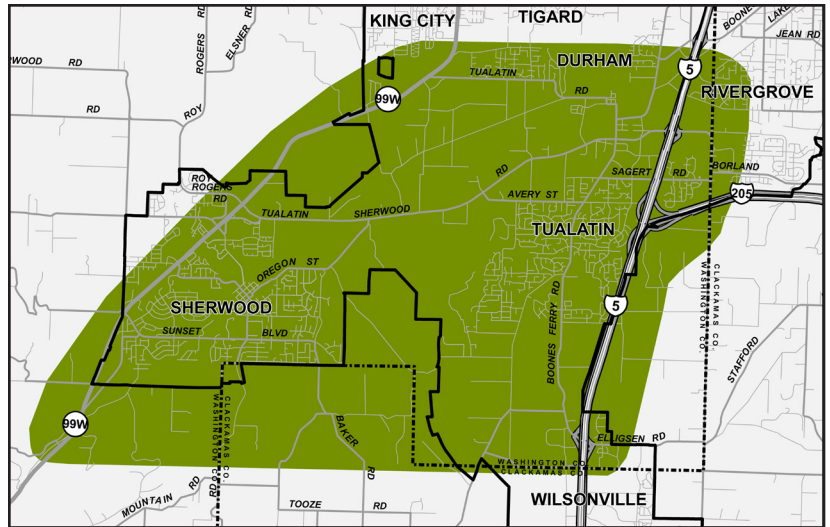 KING CITY
TIGARD
BOONE
LAKE
JEAN RD
RD
ROGERS
ELSNER RD
DURHAM
RWOOD RD
5
TUALATIN RD
RIVERGROVE
99W
RD
ROY
RD
SAGERT RD
BORLAND
ROY
ROGERS
RD
AVERY ST
205
TUALATIN SHERWOOD
TUALATIN
OREGON ST
CLACKAMAS CO.
WASHINGTON CO.
SHERWOOD
5
SUNSET BLVD
BOONES FERRY RD
STAFFORD
99W
CLACKAMAS CO.
WASHINGTON CO.
BAKER RD
ELLIGSEN RD
WASHINGTON CO.
CLACKAMAS CO.
MOUNTAIN RD
RD
TOOZE RD
WILSONVILLE